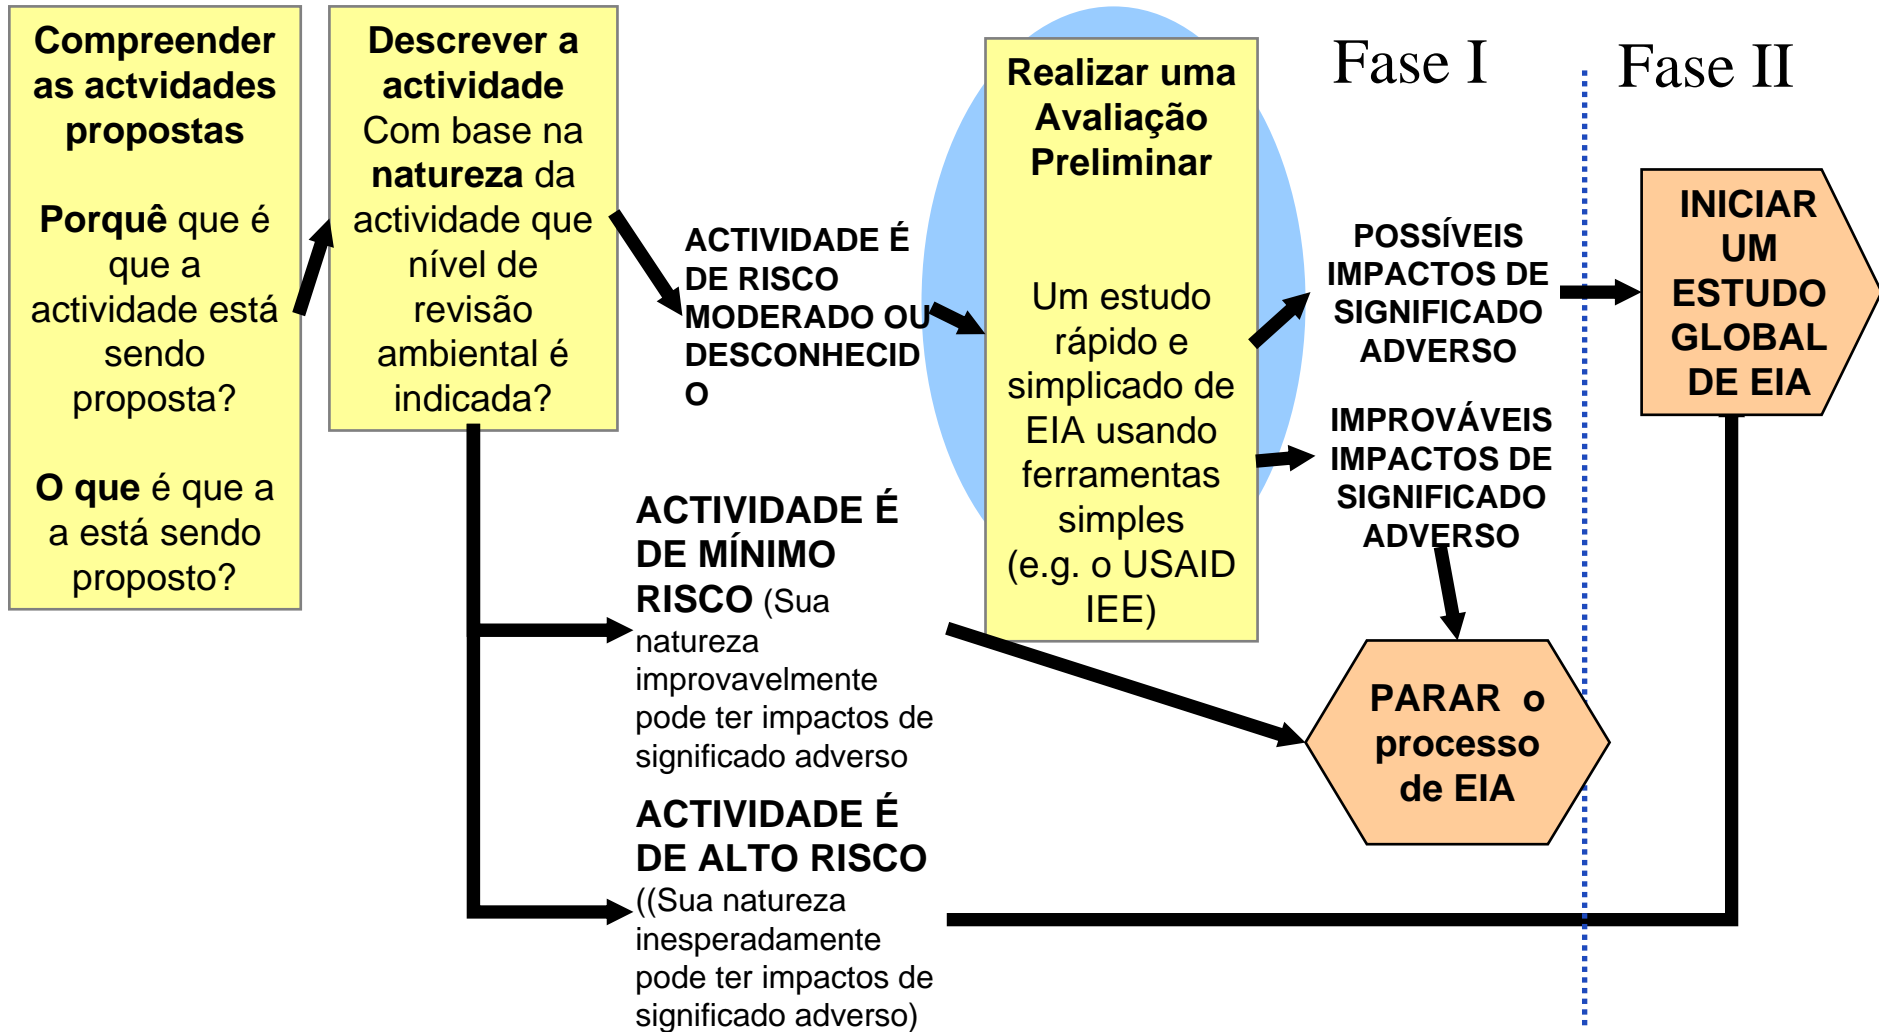 Compreender
as actvidades
propostas
Porquê que é
que a
actividade está
sendo
proposta?
O que é que a
a está sendo
proposto?
Descrever a
actividade
Com base na
natureza da
actividade que
nível de
revisão
ambiental é
indicada?
ACTIVIDADE É
DE RISCO
MODERADO OU
DESCONHECID
O
ACTIVIDADE É
DE MÍNIMO
RISCO (Sua
natureza
improvavelmente
pode ter impactos de
significado adverso
ACTIVIDADE É
DE ALTO RISCO
((Sua natureza
inesperadamente
pode ter impactos de
significado adverso)
Realizar uma
Avaliação
Preliminar
Um estudo
rápido e
simplicado de
EIA usando
ferramentas
simples
(e.g. o USAID
IEE)
Fase I
POSSÍVEIS
IMPACTOS DE
SIGNIFICADO
ADVERSO
IMPROVÁVEIS
IMPACTOS DE
SIGNIFICADO
ADVERSO
PARAR o
processo
de EIA
Fase II
INICIAR
UM
ESTUDO
GLOBAL
DE EIA